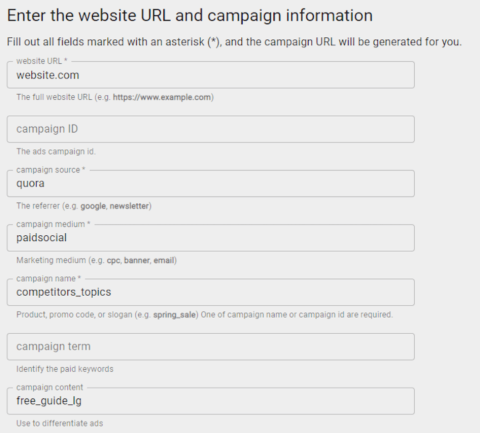 Enter the website URL and campaign information
Fill out all fields marked with an asterisk (*), and the campaign URL will be generated for you.
website URL *
website.com
The full website URL (e.g. https://www.example.com)
campaign ID
The ads campaign id.
campaign source *
quora
The referrer (e.g. google, newsletter)
campaign medium *
paidsocial
Marketing medium (e.g. cpc, banner, email)
campaign name *
competitors_topics
Product, promo code, or slogan (e.g. spring_sale) One of campaign name or campaign id are required.
campaign term
Identify the paid keywords
campaign content
free_guide_lg
Use to differentiate ads